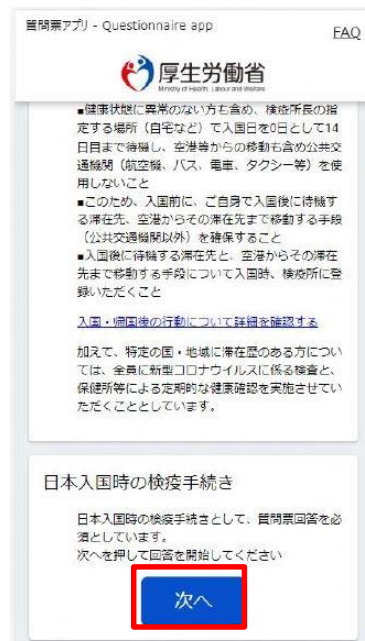 質問票アプリ - Questionnaire app
FAQ
厚生労働省
Ministry of Health, Labour and Welfare
■健康状態に異常のない方も含め、検疫所長の指
定する場所（自宅など）で入国日を0日として14
日目まで待機し、空港等からの移動も含め公共交
通機関（航空機、バス、電車、タクシー等）を使
用しないこと
■このため、入国前に、ご自身で入国後に待機す
る滞在先、空港からその滞在先まで移動する手段
（公共交通機関以外）を確保すること
■入国後に待機する滞在先と、空港からその滞在
先まで移動する手段について入国時、検疫所に登
録いただくこと
入国・帰国後の行動について詳細を確認する
加えて、特定の国・地域に滞在歴のある方につい
ては、全員に新型コロナウイルスに係る検査と、
保健所等による定期的な健康確認を実施させてい
ただくこととしています。
日本入国時の検疫手続き
日本入国時の検疫手続きとして、質問票回答を必
須としています。
次へを押して回答を開始してください
次へ